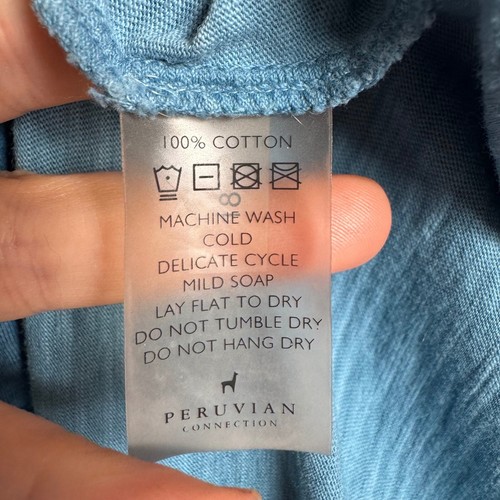 100% COTTON
8
MACHINE WASH
COLD
DELICATE CYCLE
MILD SOAP
LAY FLAT TO DRY
DO NOT TUMBLE DRY
DO NOT HANG DRY
PERUVIAN
CONNECTION